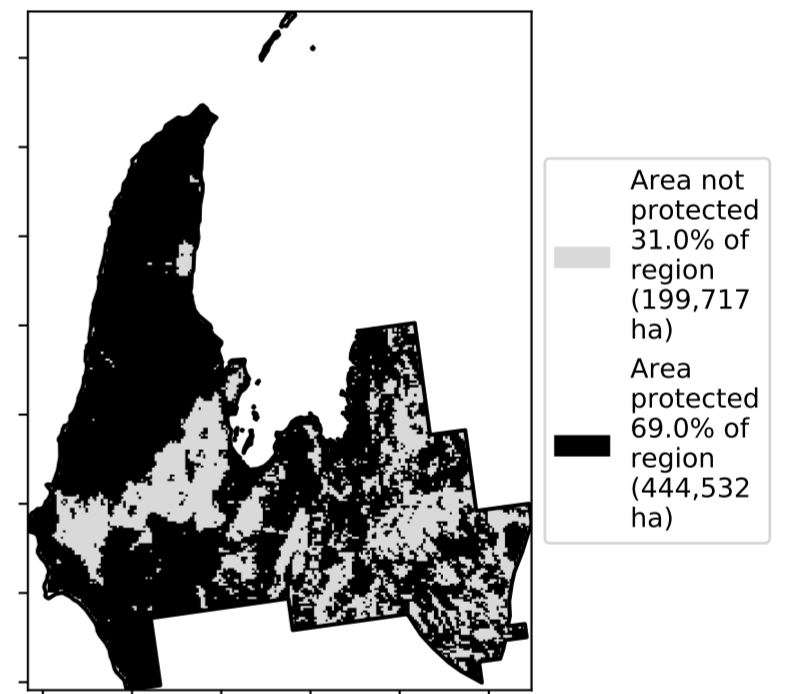 Area not
protected
31.0% of
region
(199,717
ha)
Area
protected
69.0% of
region
(444,532
ha)